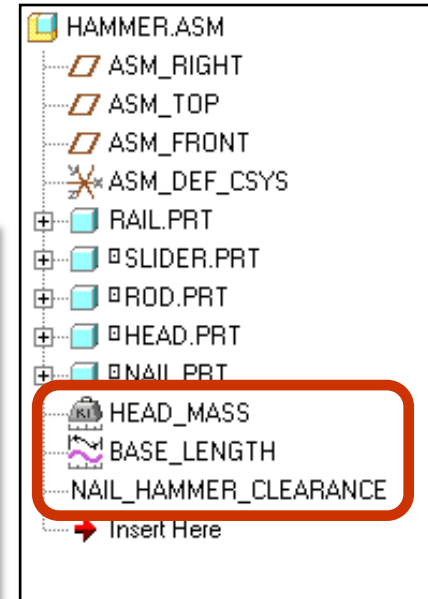 HAMMER.ASM
ASM_RIGHT
ASM_TOP
ASM_FRONT
ASM_DEF_CSYS
RAIL.PRT
SLIDER.PRT
ROD.PRT
HEAD.PRT
NAIL.PRT
HEAD_MASS
BASE_LENGTH
NAIL_HAMMER_CLEARANCE
Insert Here